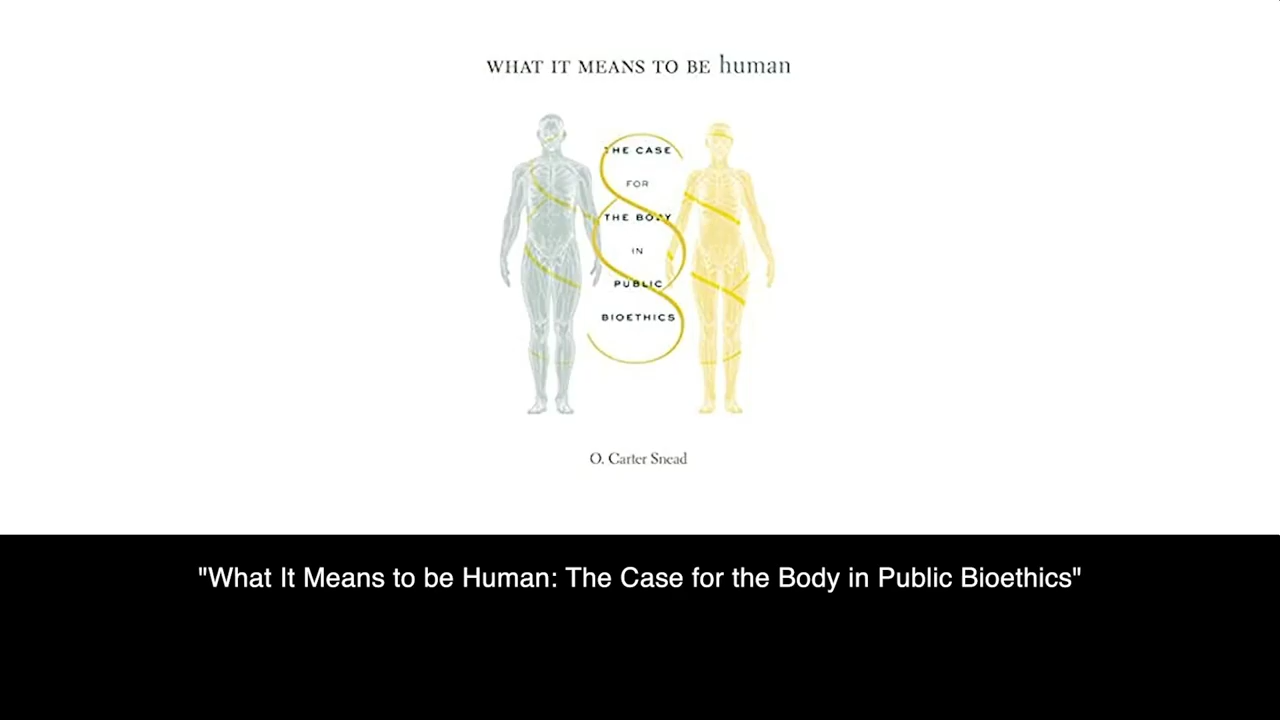 WHAT IT MEANS TO BE human
THE CASE
FOR
THE BODY
IN
PUBLIC
BIOETHICS
O. Carter Snead
"What It Means to be Human: The Case for the Body in Public Bioethics"